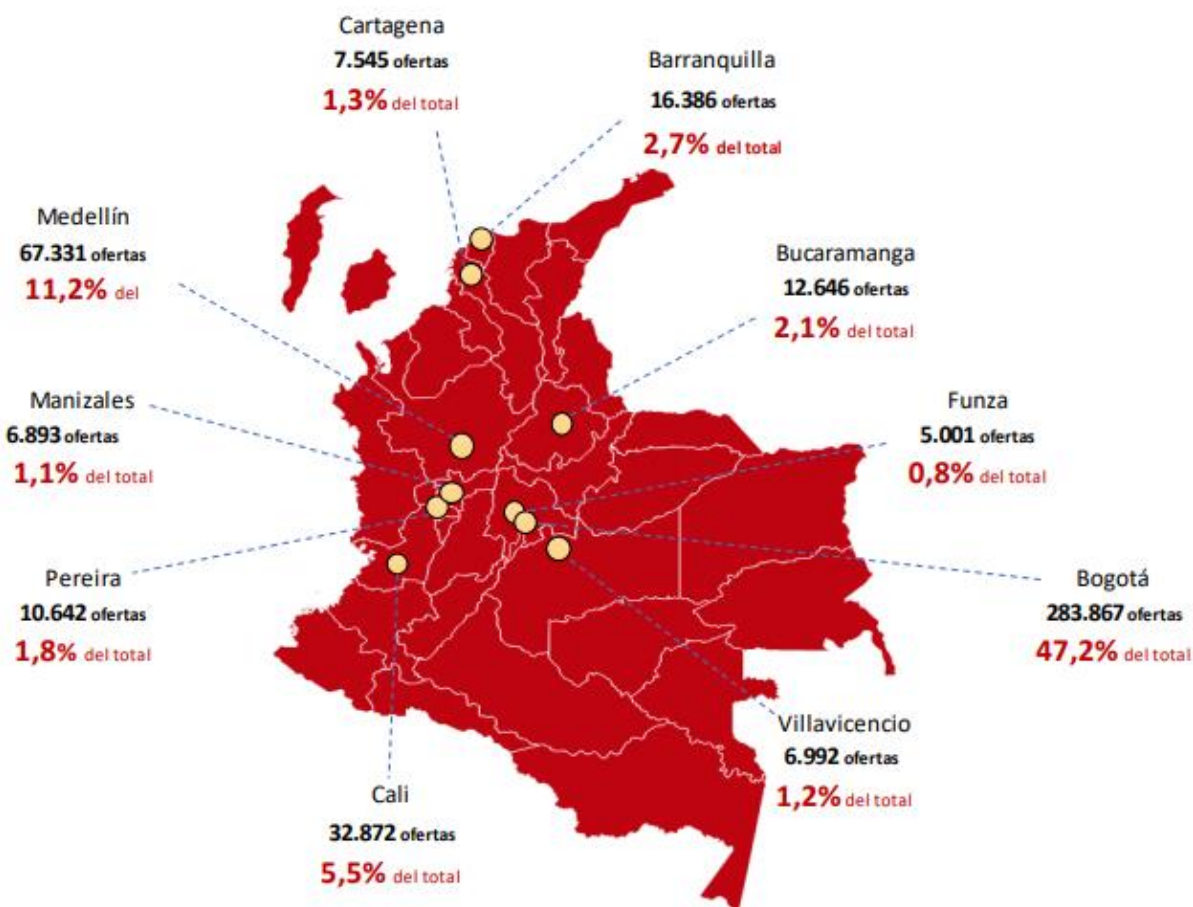 Cartagena
7.545 ofertas
1,3% del total
Barranquilla
16.386 ofertas
2,7% del total
Medellín
67.331 ofertas
11,2% del
Bucaramanga
12.646 ofertas
2,1% del total
Manizales
6.893 ofertas
1,1% del total
Funza
5.001 ofertas
0,8% del total
Pereira
10.642 ofertas
1,8% del total
Bogotá
283.867 ofertas
47,2% del total
Villavicencio
6.992 ofertas
1,2% del total
Cali
32.872 ofertas
5,5% del total